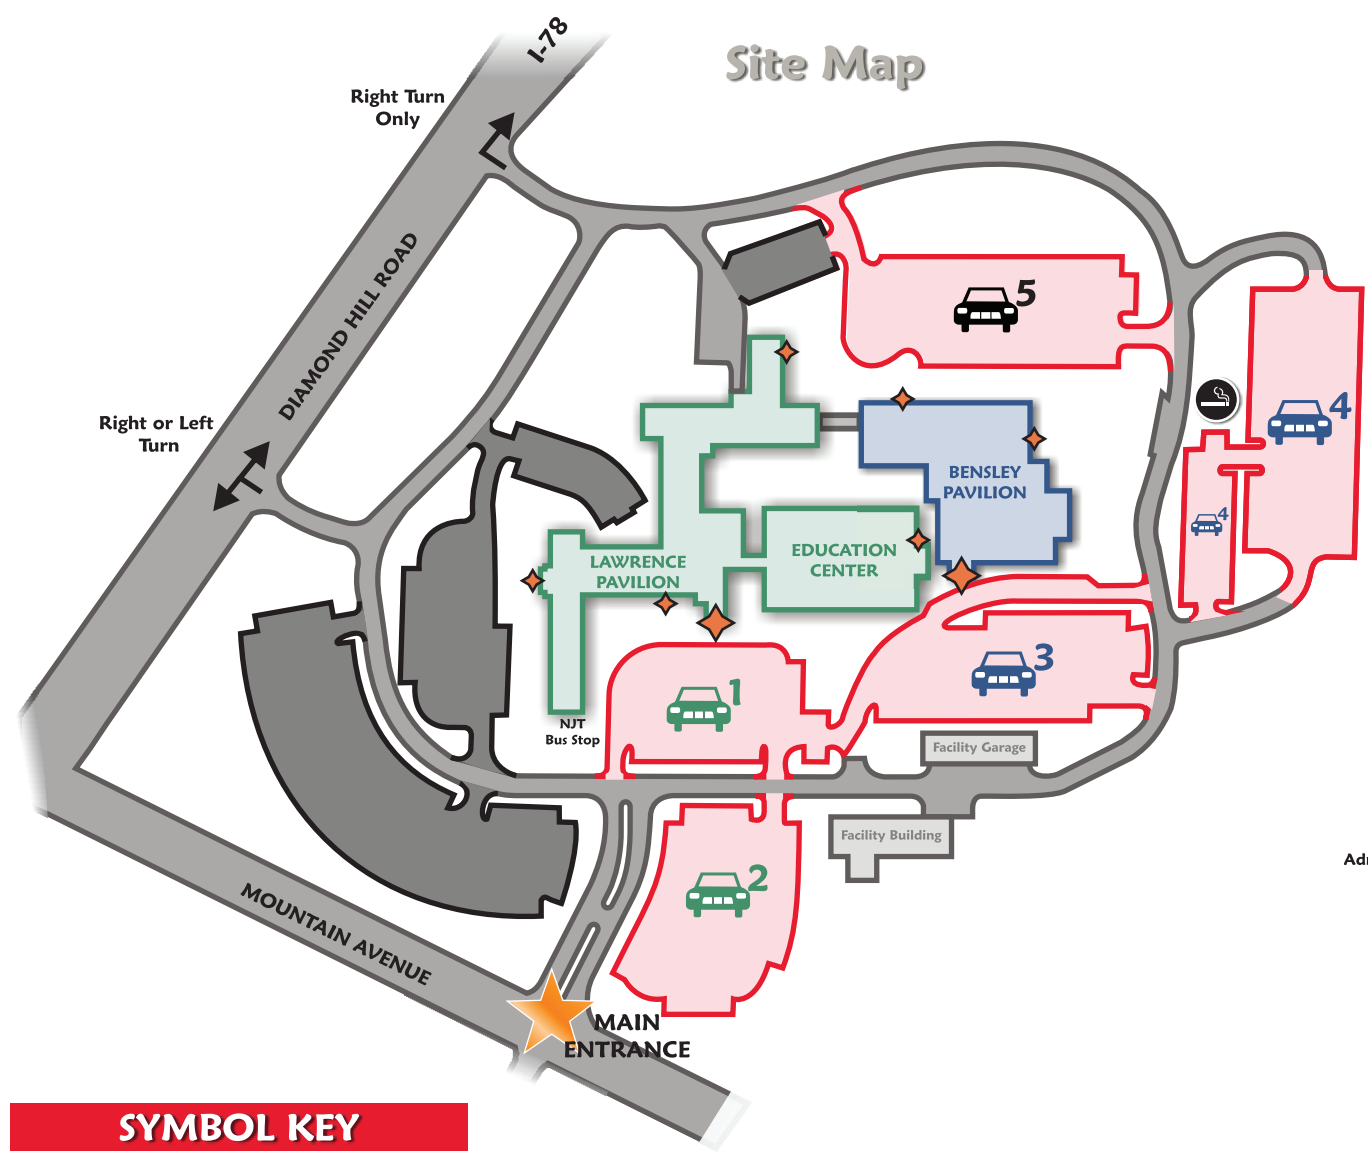 I-78
Site Map
Right Turn
Only
DIAMOND HILL ROAD
5
Right or Left
Turn
4
BENSLEY
PAVILION
4
LAWRENCE
PAVILION
EDUCATION
CENTER
3
1
NJT
Bus Stop
Facility Garage
Facility Building
2
MOUNTAIN AVENUE
MAIN
ENTRANCE
SYMBOL KEY